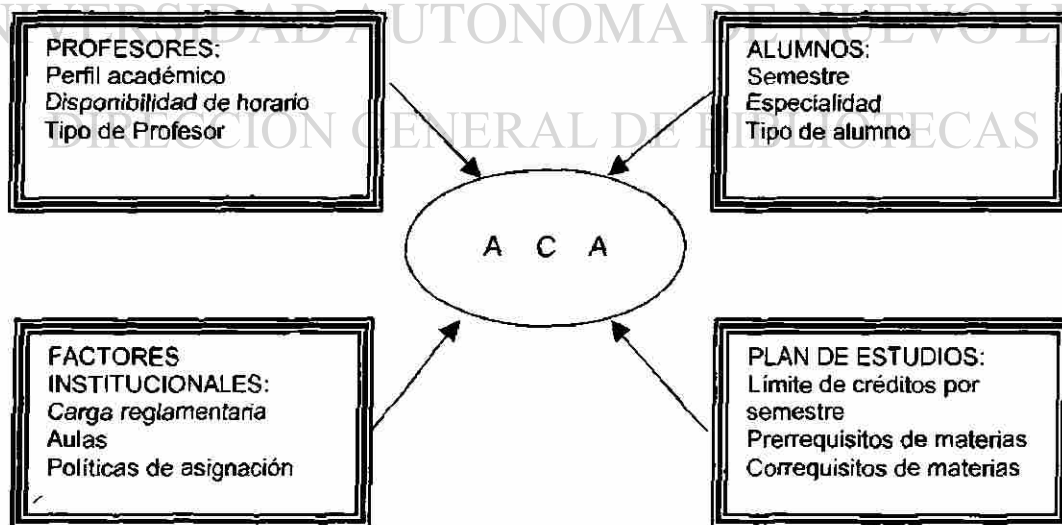 UNIVERSIDAD AUTONOMA DE NUEVO L
PROFESORES:
Perfil académico
Disponibilidad de horario
Tipo de Profesor
ALUMNOS:
Semestre
Especialidad
Tipo de alumno
DIRECCIÓN GENERAL DE BIBLIOTECAS
A C A
FACTORES
INSTITUCIONALES:
Carga reglamentaria
Aulas
Políticas de asignación
PLAN DE ESTUDIOS:
Límite de créditos por
semestre
Prerrequisitos de materias
Correquisitos de materias